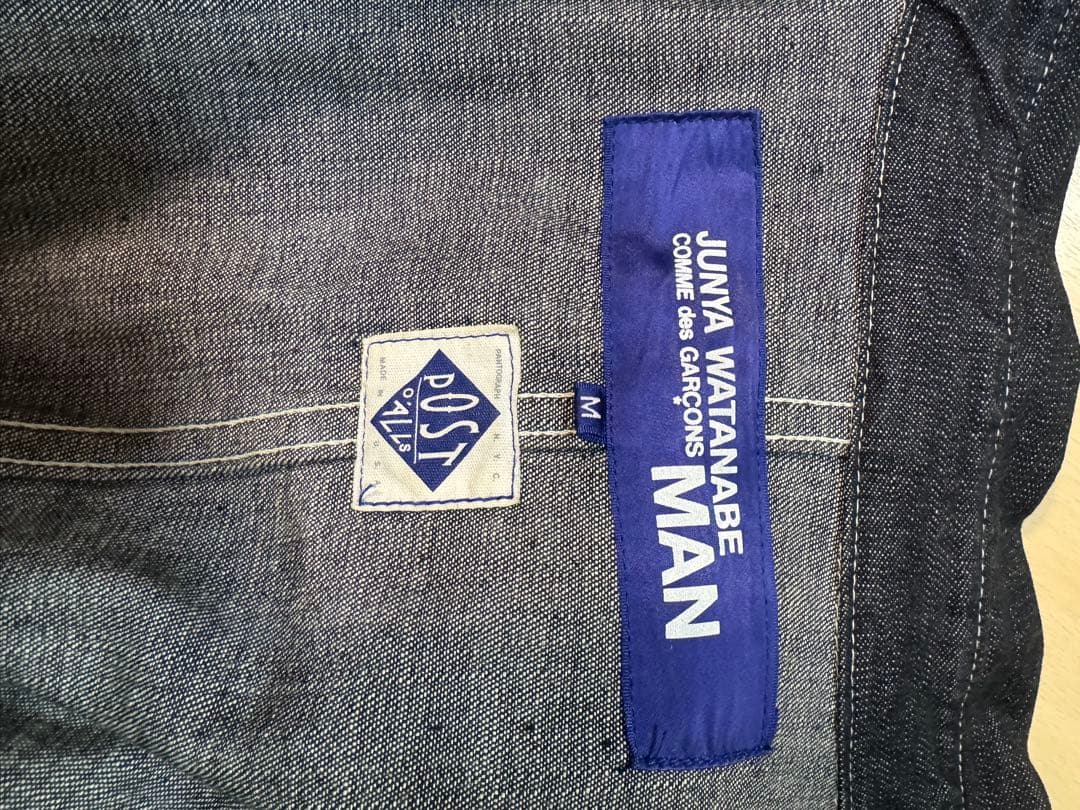 JUNYA WATANABE
COMME des GARÇONS
* MAN
M
PANTOGRAPH N.Y.C.
POST
O'ALLS
MADE IN U.S.A.